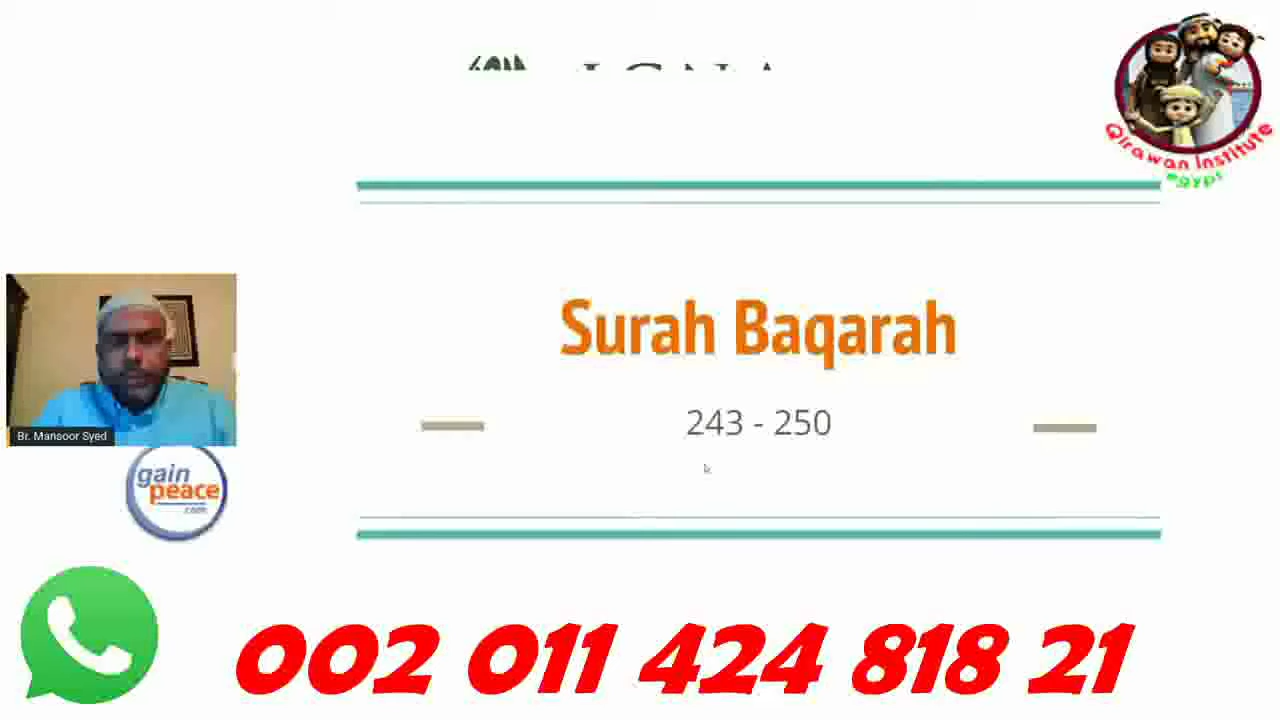 Qirawan Institute
egypt
Surah Baqarah
243 - 250
Br. Mansoor Syed
gain
peace
.com
002 011 424 818 21